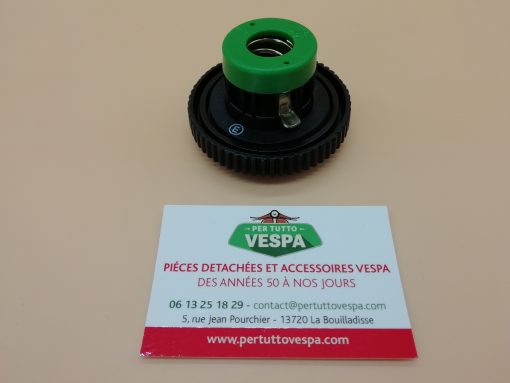 E
PER TUTTO
VESPA
PIÉCES DETACHÉES ET ACCESSOIRES VESPA
DES ANNÉES 50 À NOS JOURS
06 13 25 18 29 - contact@pertuttovespa.com
5, rue Jean Pourchier - 13720 La Bouilladisse
www.pertuttovespa.com